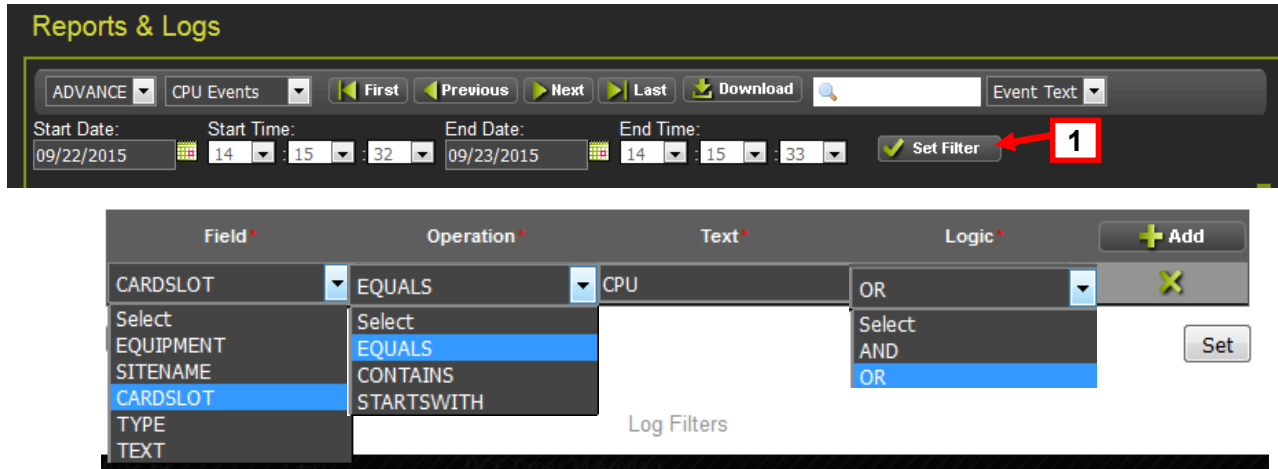 Reports & Logs
ADVANCE CPU Events First Previous Next Last Download Event Text
Start Date: Start Time: End Date: End Time:
09/22/2015 14 : 15 : 32 09/23/2015 14 : 15 : 33 Set Filter 1
Field* Operation* Text* Logic* Add
CARDSLOT EQUALS CPU OR
Select Select Select
EQUIPMENT EQUALS AND Set
SITENAME CONTAINS OR
CARDSLOT STARTSWITH
TYPE Log Filters
TEXT